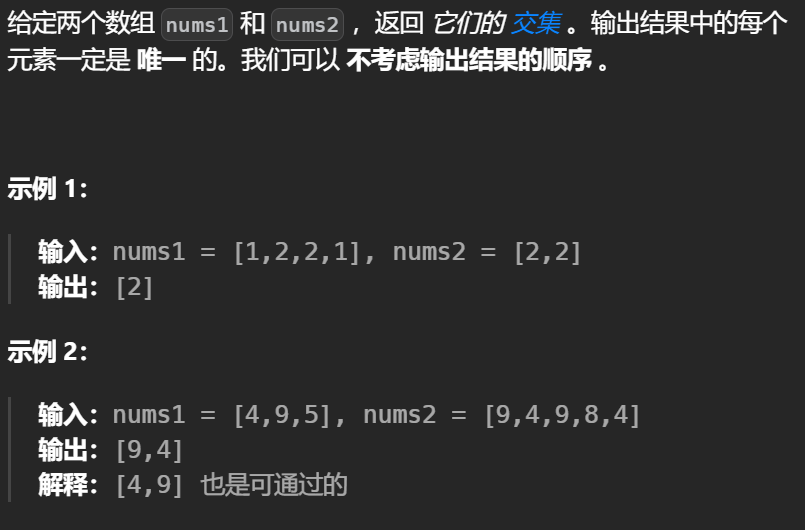 给定两个数组 nums1 和 nums2 ，返回 它们的 交集 。输出结果中的每个
元素一定是 唯一 的。我们可以 不考虑输出结果的顺序 。
示例 1：
输入：nums1 = [1,2,2,1], nums2 = [2,2]
输出：[2]
示例 2：
输入：nums1 = [4,9,5], nums2 = [9,4,9,8,4]
输出：[9,4]
解释：[4,9] 也是可通过的